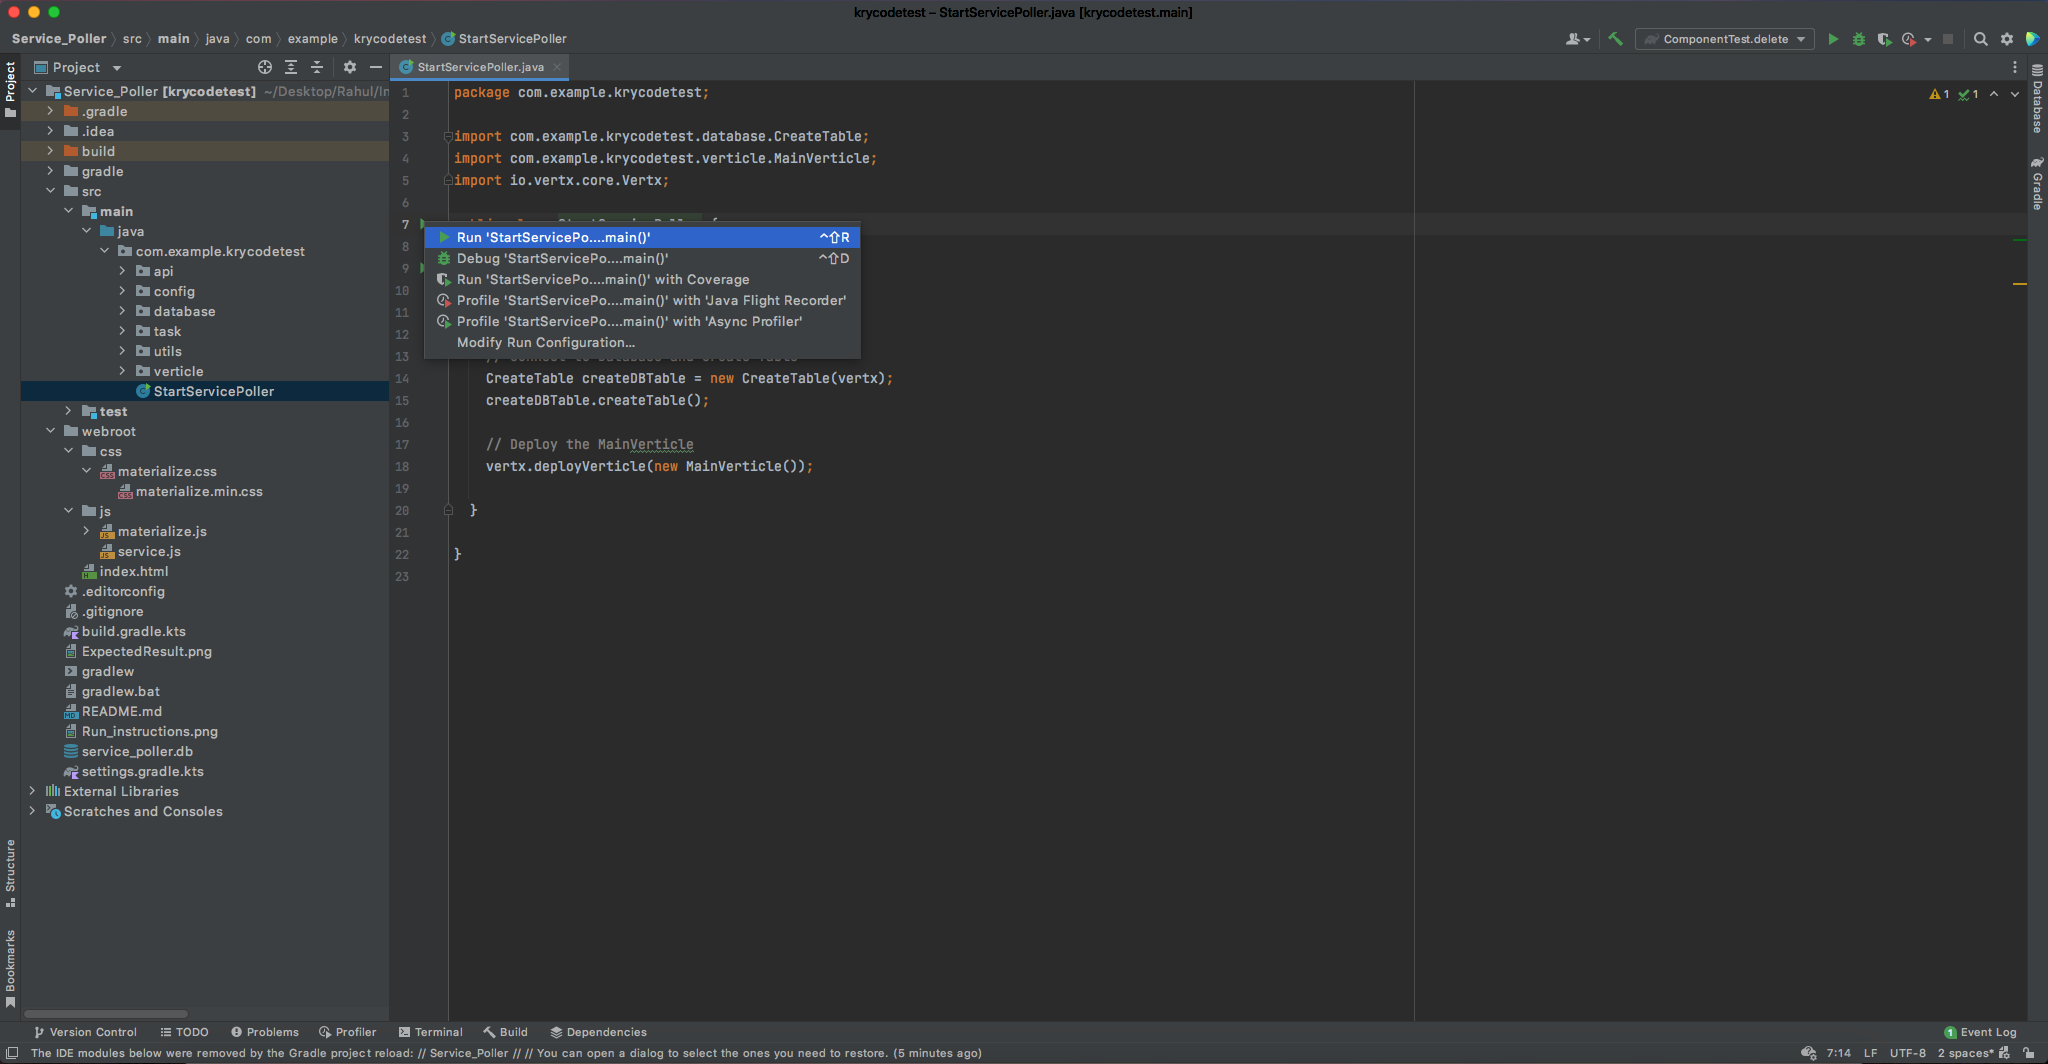 krycodetest – StartServicePoller.java [krycodetest.main]
Service_Poller src main java com example krycodetest StartServicePoller
ComponentTest.delete
Project
Project
StartServicePoller.java
Service_Poller [krycodetest] ~/Desktop/Rahul/In
.gradle
.idea
build
gradle
src
main
java
com.example.krycodetest
api
config
database
task
utils
verticle
StartServicePoller
test
webroot
css
materialize.css
materialize.min.css
js
materialize.js
service.js
index.html
.editorconfig
.gitignore
build.gradle.kts
ExpectedResult.png
gradlew
gradlew.bat
README.md
Run_instructions.png
service_poller.db
settings.gradle.kts
External Libraries
Scratches and Consoles
Structure
Bookmarks
1 package com.example.krycodetest;
2
3 import com.example.krycodetest.database.CreateTable;
4 import com.example.krycodetest.verticle.MainVerticle;
5 import io.vertx.core.Vertx;
6
7
8
9
10
11
12
13 // Connect to Database and Create Table
14 CreateTable createDBTable = new CreateTable(vertx);
15 createDBTable.createTable();
16
17 // Deploy the MainVerticle
18 vertx.deployVerticle(new MainVerticle());
19
20 }
21
22 }
23
Run 'StartServicePo....main()' ^⇧R
Debug 'StartServicePo....main()' ^⇧D
Run 'StartServicePo....main()' with Coverage
Profile 'StartServicePo....main()' with 'Java Flight Recorder'
Profile 'StartServicePo....main()' with 'Async Profiler'
Modify Run Configuration...
1 1
Database
Gradle
Version Control TODO Problems Profiler Terminal Build Dependencies
1 Event Log
The IDE modules below were removed by the Gradle project reload: // Service_Poller // // You can open a dialog to select the ones you need to restore. (5 minutes ago)
7:14 LF UTF-8 2 spaces*